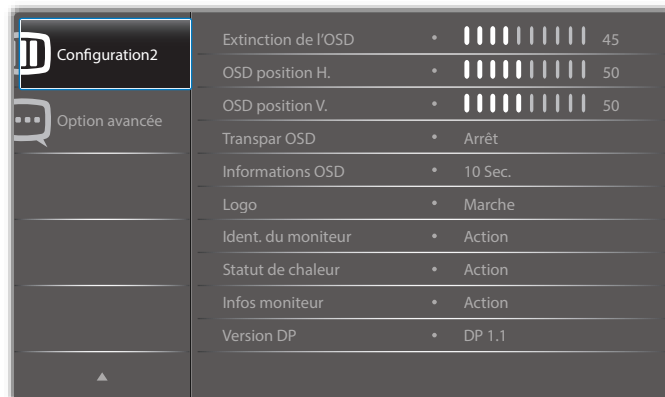 Configuration2
Option avancée
Extinction de l’OSD • 45
OSD position H. • 50
OSD position V. • 50
Transpar OSD • Arrêt
Informations OSD • 10 Sec.
Logo • Marche
Ident. du moniteur • Action
Statut de chaleur • Action
Infos moniteur • Action
Version DP • DP 1.1